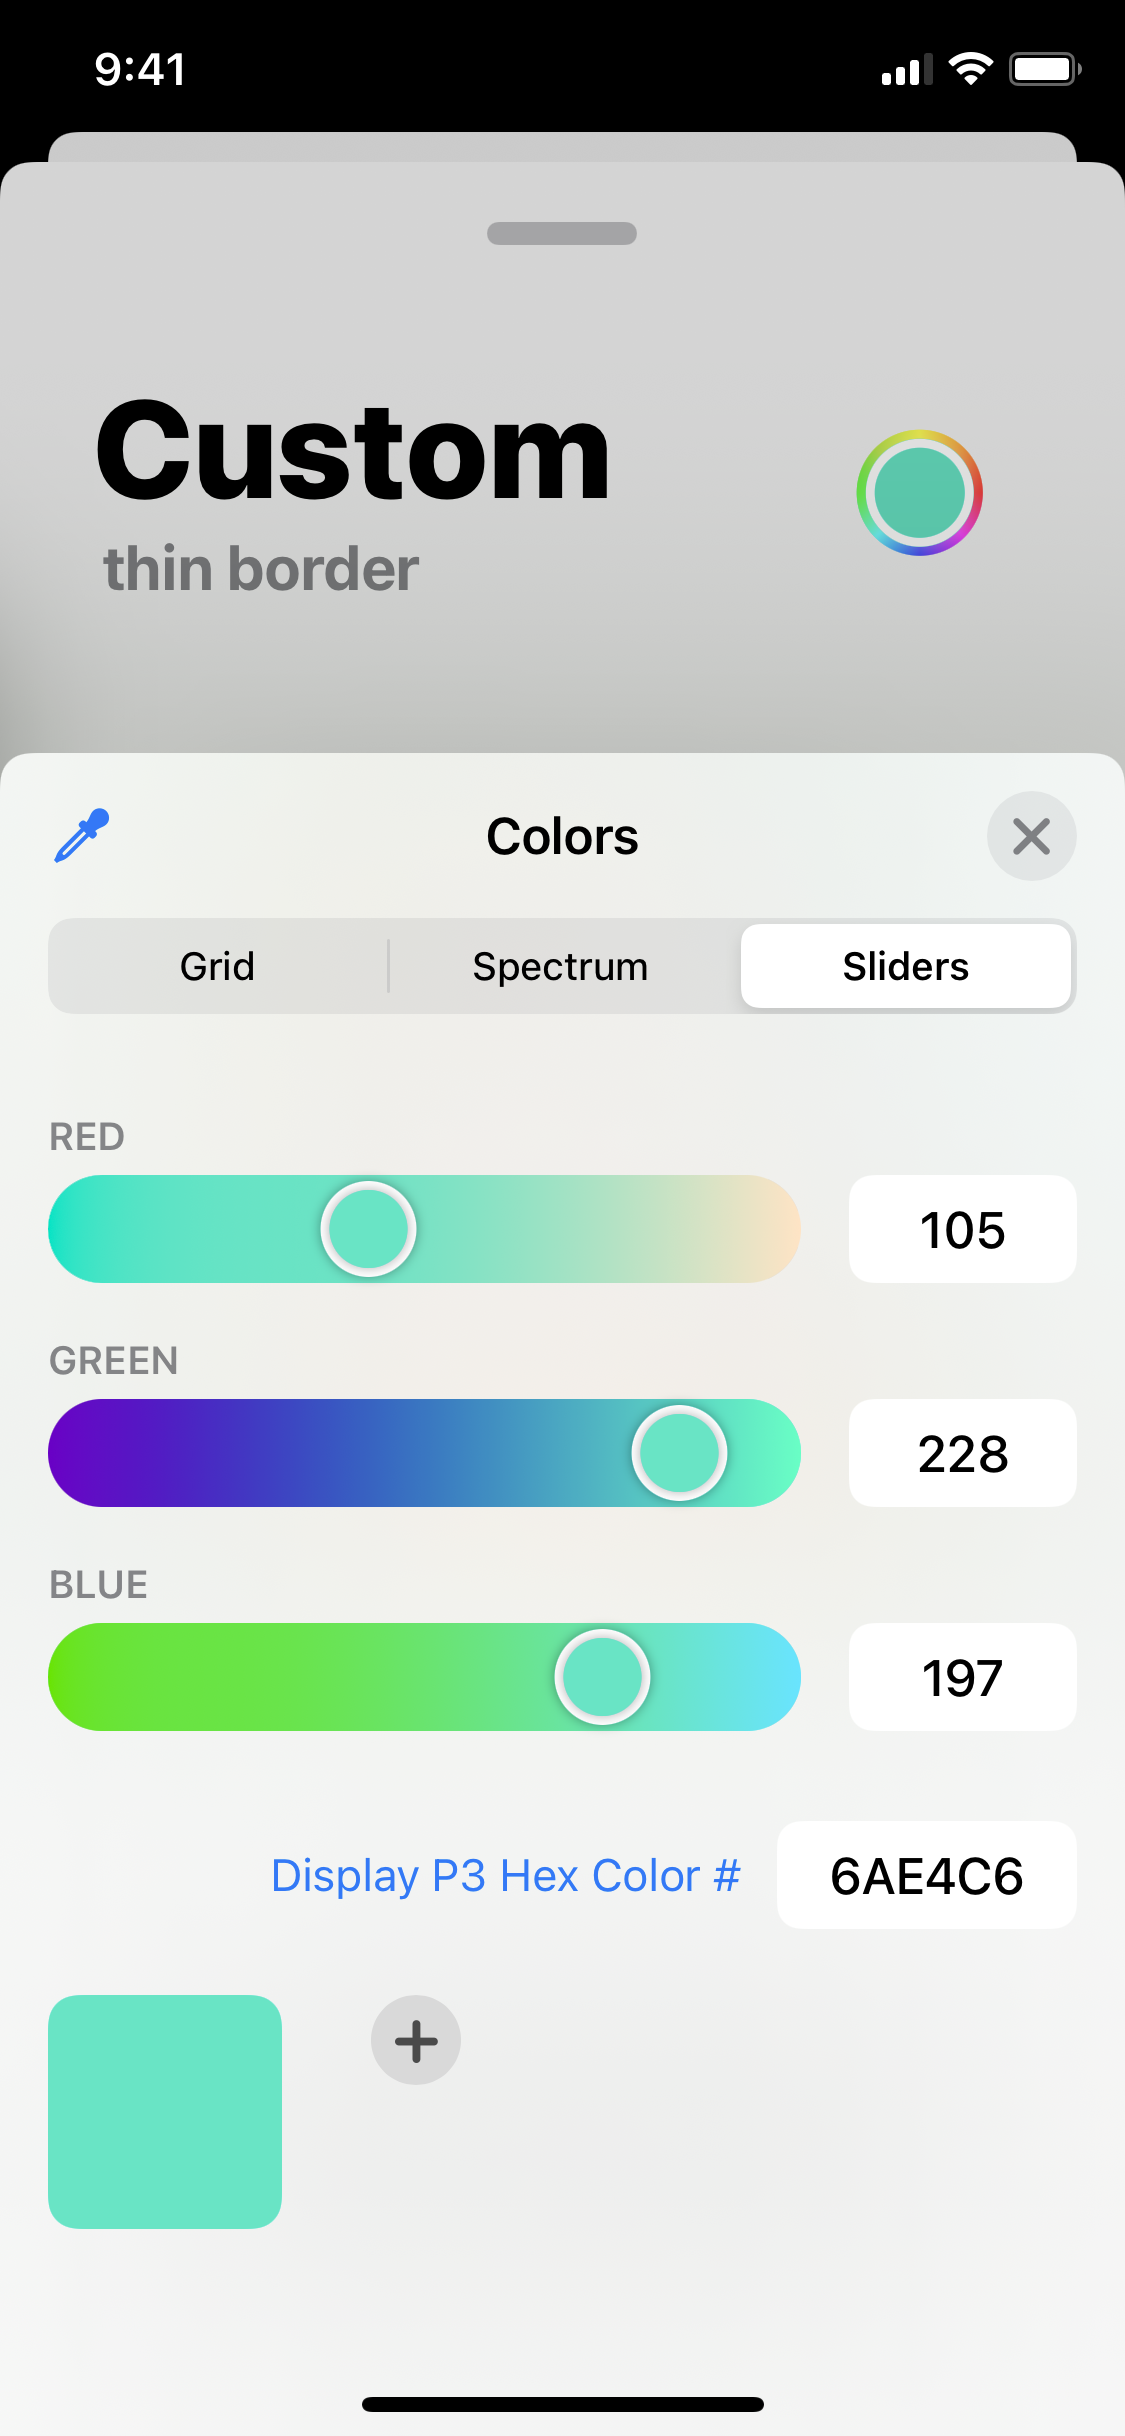 9:41
Custom
thin border
Colors
Grid Spectrum Sliders
RED
105
GREEN
228
BLUE
197
Display P3 Hex Color # 6AE4C6